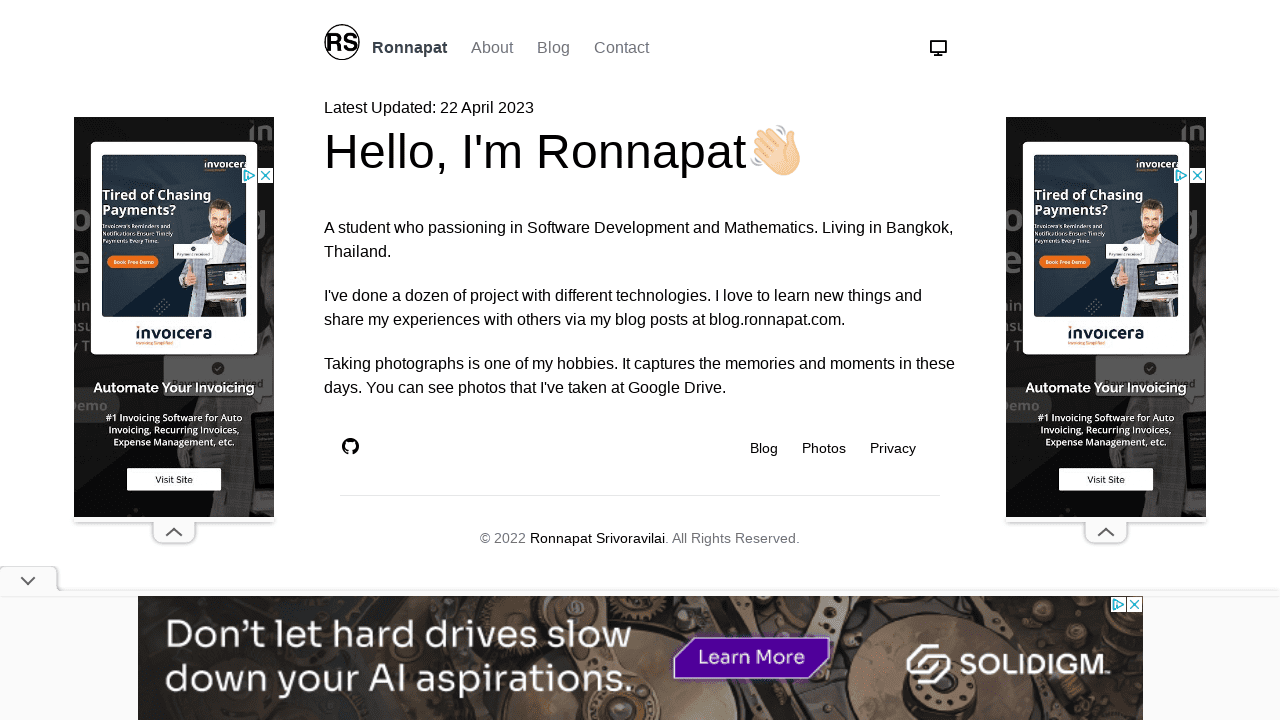 RS Ronnapat About Blog Contact
Latest Updated: 22 April 2023
Hello, I'm Ronnapat👋🏻
A student who passioning in Software Development and Mathematics. Living in Bangkok,
Thailand.
I've done a dozen of project with different technologies. I love to learn new things and
share my experiences with others via my blog posts at blog.ronnapat.com.
Taking photographs is one of my hobbies. It captures the memories and moments in these
days. You can see photos that I've taken at Google Drive.
Blog Photos Privacy
© 2022 Ronnapat Srivoravilai. All Rights Reserved.
invoicera
Tired of Chasing
Payments?
Invoicera's Reminders and
Notifications Ensure Timely
Payments Every Time.
Payment received
Book Free Demo
invoicera
Invoicing Simplified
Automate Your Invoicing
#1 Invoicing Software for Auto
Invoicing, Recurring Invoices,
Expense Management, etc.
Visit Site
invoicera
Tired of Chasing
Payments?
Invoicera's Reminders and
Notifications Ensure Timely
Payments Every Time.
Payment received
Book Free Demo
invoicera
Invoicing Simplified
Automate Your Invoicing
#1 Invoicing Software for Auto
Invoicing, Recurring Invoices,
Expense Management, etc.
Visit Site
Don't let hard drives slow
down your AI aspirations.
Learn More
SOLIDIGM